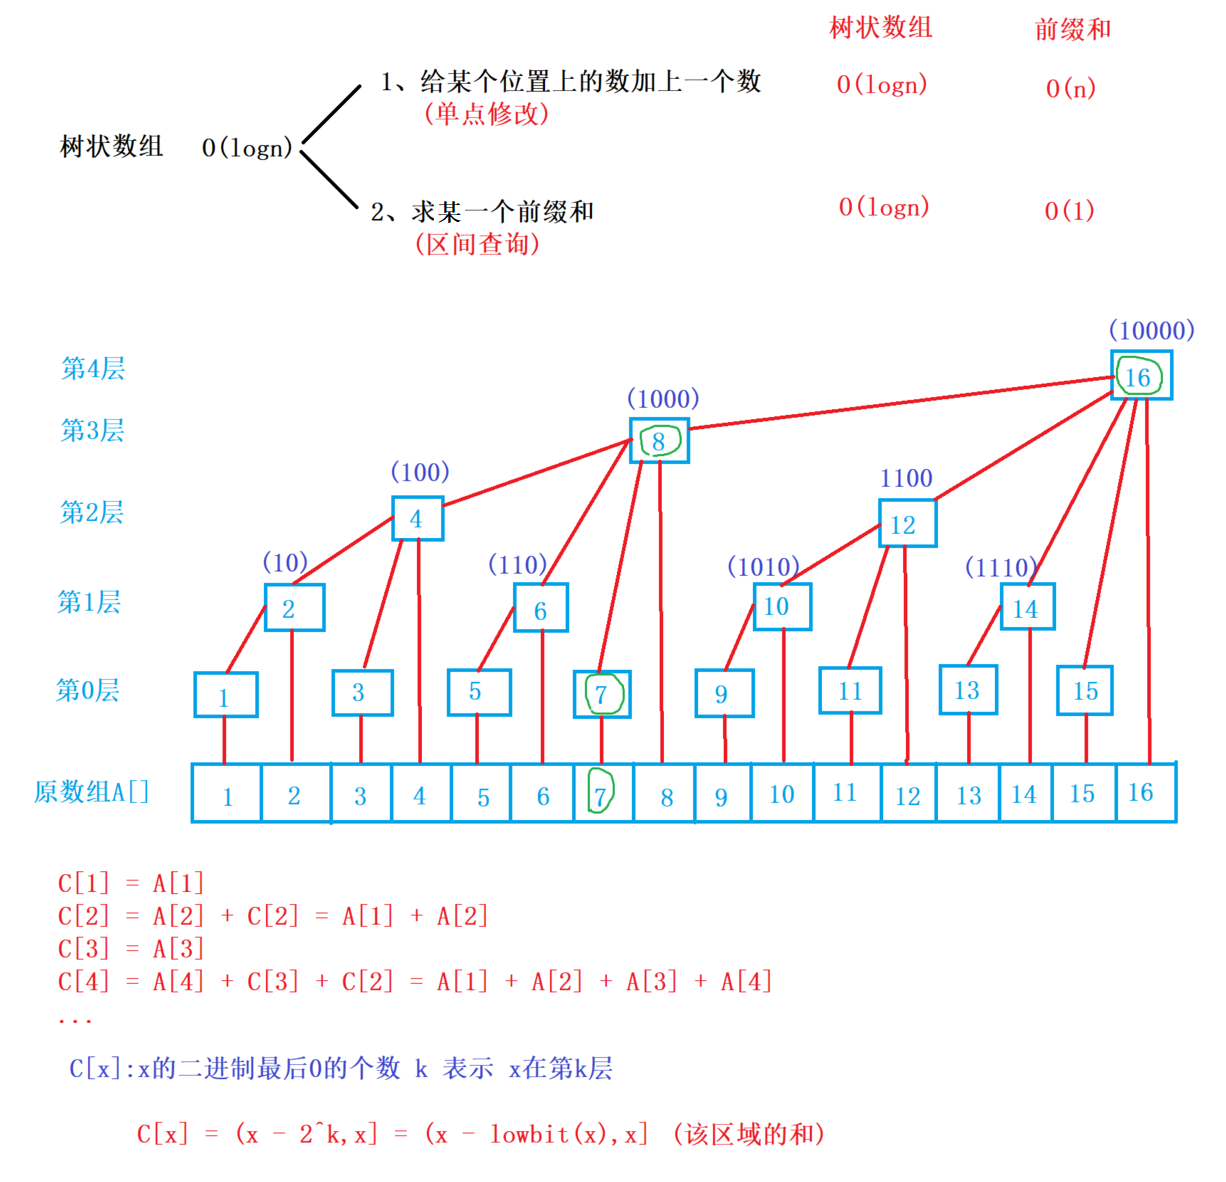 树状数组 前缀和
1、给某个位置上的数加上一个数 O(logn) O(n)
(单点修改)
树状数组 O(logn)
2、求某一个前缀和 O(logn) O(1)
(区间查询)
(10000)
第4层 16
(1000)
第3层 8
(100) 1100
第2层 4 12
(10) (110) (1010) (1110)
第1层 2 6 10 14
第0层 1 3 5 7 9 11 13 15
原数组A[] 1 2 3 4 5 6 7 8 9 10 11 12 13 14 15 16
C[1] = A[1]
C[2] = A[2] + C[2] = A[1] + A[2]
C[3] = A[3]
C[4] = A[4] + C[3] + C[2] = A[1] + A[2] + A[3] + A[4]
...
C[x]:x的二进制最后0的个数 k 表示 x在第k层
C[x] = (x - 2^k,x] = (x - lowbit(x),x] (该区域的和)